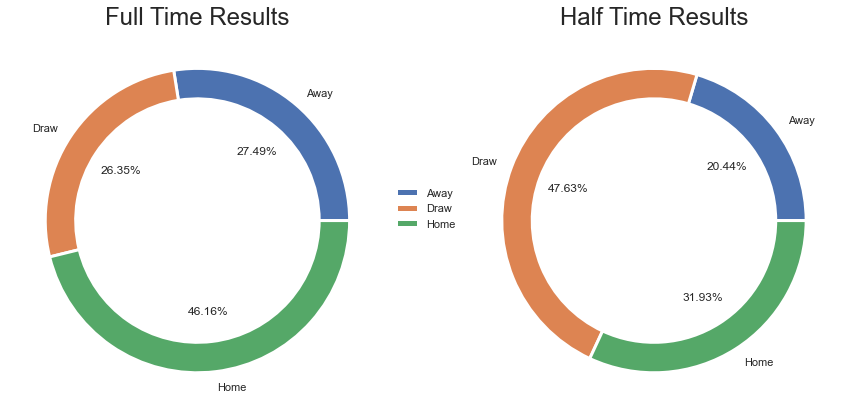 Full Time Results
Away
Draw
27.49%
26.35%
46.16%
Home
Away
Draw
Home
Half Time Results
Away
Draw
20.44%
47.63%
31.93%
Home